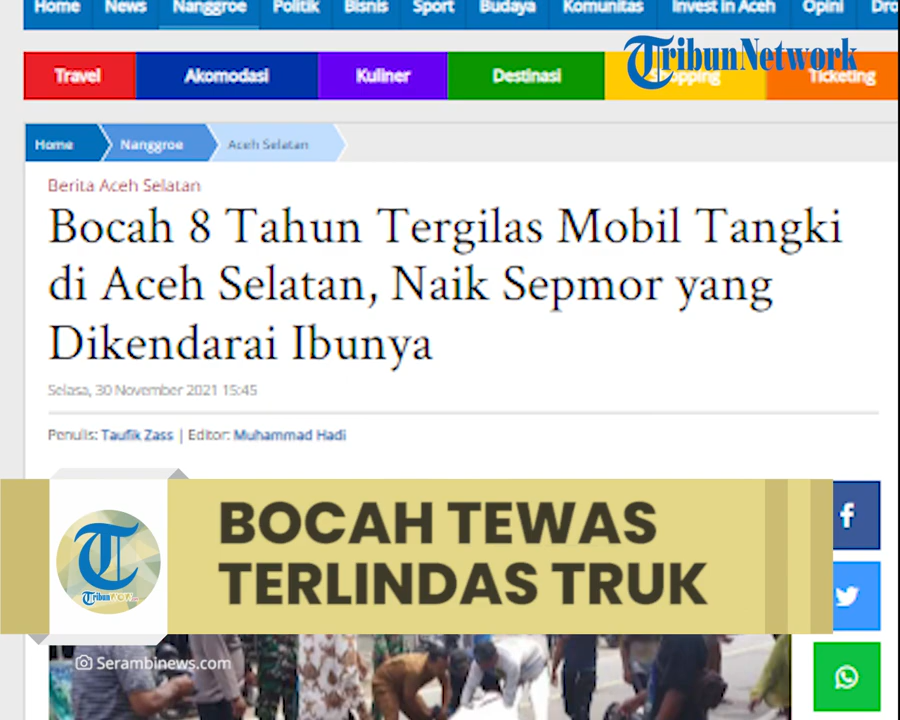 Home News Nanggroe Politik Bisnis Sport Budaya Komunitas Invest in Aceh Opini
TribunNetwork
Travel Akomodasi Kuliner Destinasi Shopping Ticketing
Home Nanggroe Aceh Selatan
Berita Aceh Selatan
Bocah 8 Tahun Tergilas Mobil Tangki
di Aceh Selatan, Naik Sepmor yang
Dikendarai Ibunya
Selasa, 30 November 2021 15:45
Penulis: Taufik Zass | Editor: Muhammad Hadi
BOCAH TEWAS
TERLINDAS TRUK
Serambinews.com